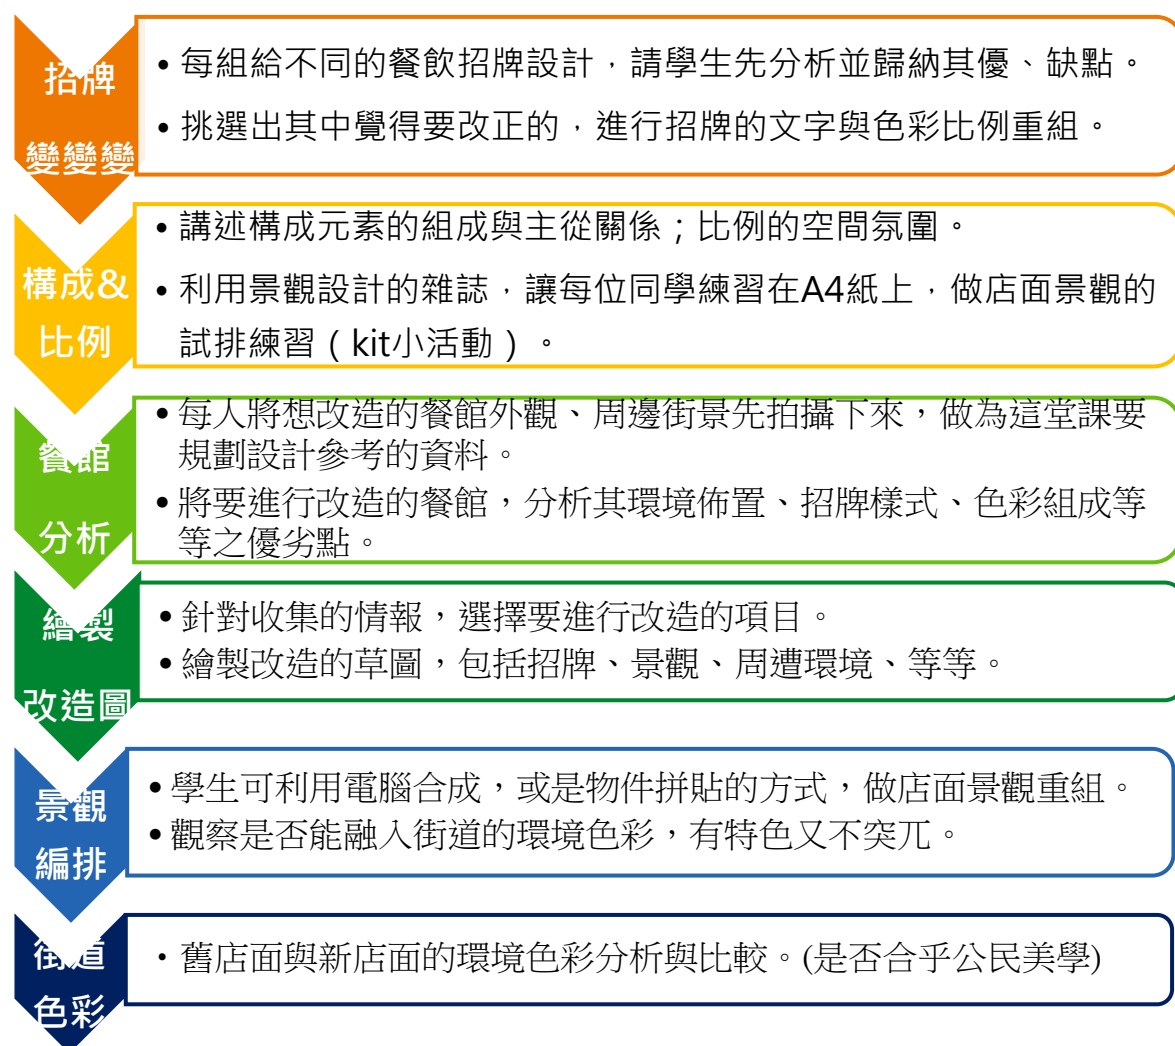 招牌
變變變
• 每組給不同的餐飲招牌設計，請學生先分析並歸納其優、缺點。
• 挑選出其中覺得要改正的，進行招牌的文字與色彩比例重組。
構成&
比例
• 講述構成元素的組成與主從關係；比例的空間氛圍。
• 利用景觀設計的雜誌，讓每位同學練習在A4紙上，做店面景觀的
試排練習（kit小活動）。
餐館
分析
• 每人將想改造的餐館外觀、周邊街景先拍攝下來，做為這堂課要
規劃設計參考的資料。
• 將要進行改造的餐館，分析其環境佈置、招牌樣式、色彩組成等
等之優劣點。
繪製
改造圖
• 針對收集的情報，選擇要進行改造的項目。
• 繪製改造的草圖，包括招牌、景觀、周遭環境、等等。
景觀
編排
• 學生可利用電腦合成，或是物件拼貼的方式，做店面景觀重組。
• 觀察是否能融入街道的環境色彩，有特色又不突兀。
街道
色彩
・舊店面與新店面的環境色彩分析與比較。(是否合乎公民美學)